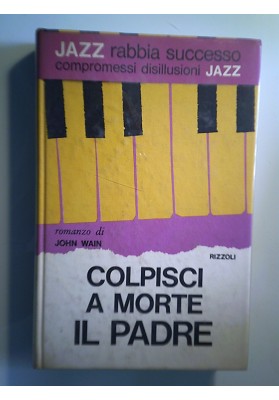 JAZZ rabbia successo
compromessi disillusioni JAZZ
romanzo di
JOHN WAIN
RIZZOLI
COLPISCI
A MORTE
IL PADRE